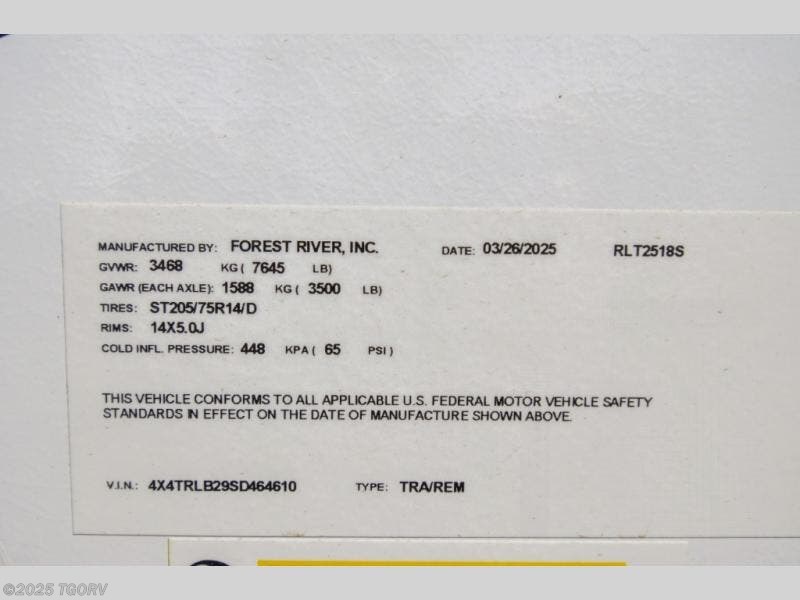 MANUFACTURED BY: FOREST RIVER, INC. DATE: 03/26/2025 RLT2518S
GVWR: 3468 KG ( 7645 LB)
GAWR (EACH AXLE): 1588 KG ( 3500 LB)
TIRES: ST205/75R14/D
RIMS: 14X5.0J
COLD INFL. PRESSURE: 448 KPA ( 65 PSI )
THIS VEHICLE CONFORMS TO ALL APPLICABLE U.S. FEDERAL MOTOR VEHICLE SAFETY
STANDARDS IN EFFECT ON THE DATE OF MANUFACTURE SHOWN ABOVE.
V.I.N.: 4X4TRLB29SD464610 TYPE: TRA/REM
©2025 TGORV